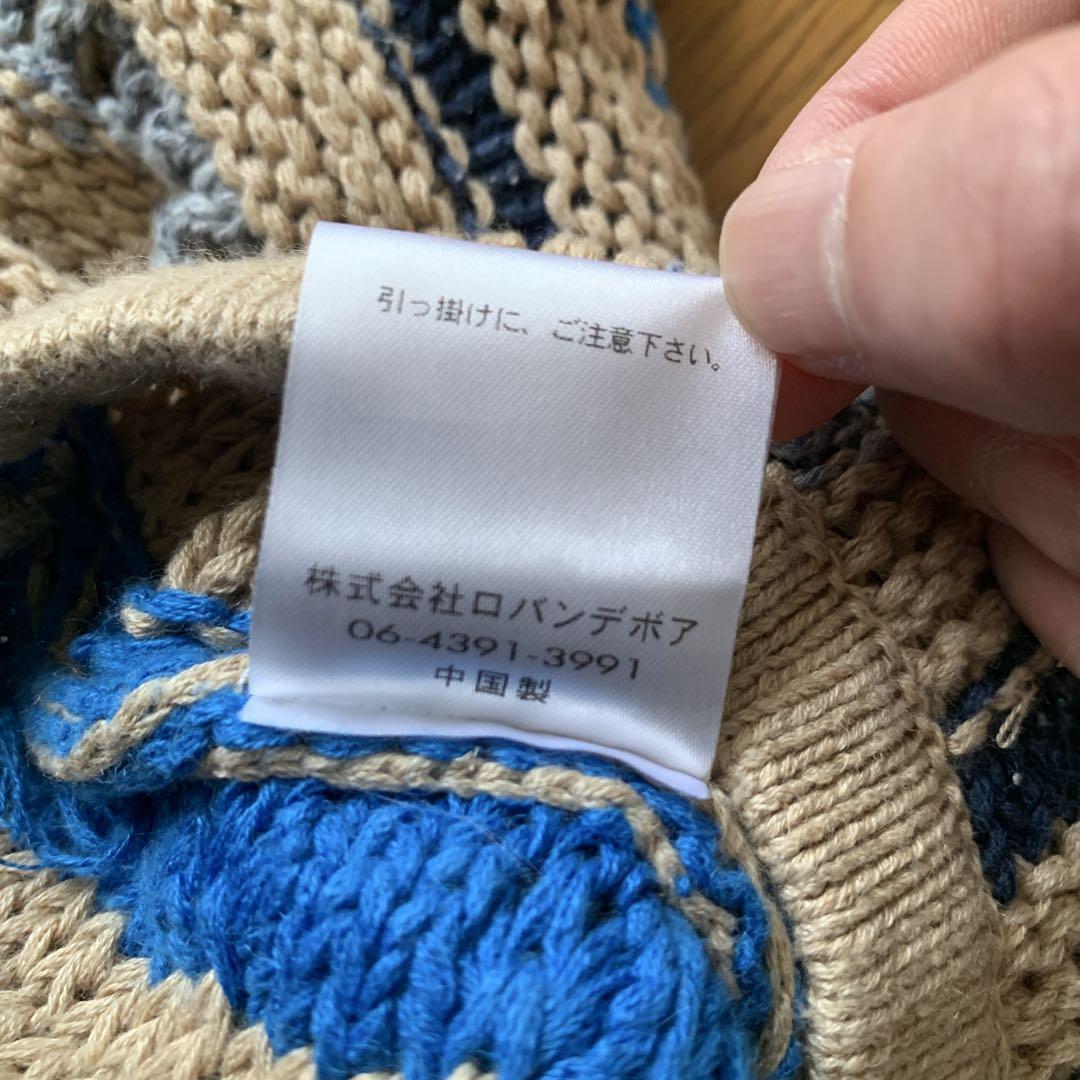 引っ掛けに、ご注意下さい。
株式会社ロバンデボア
06-4391-3991
中国製